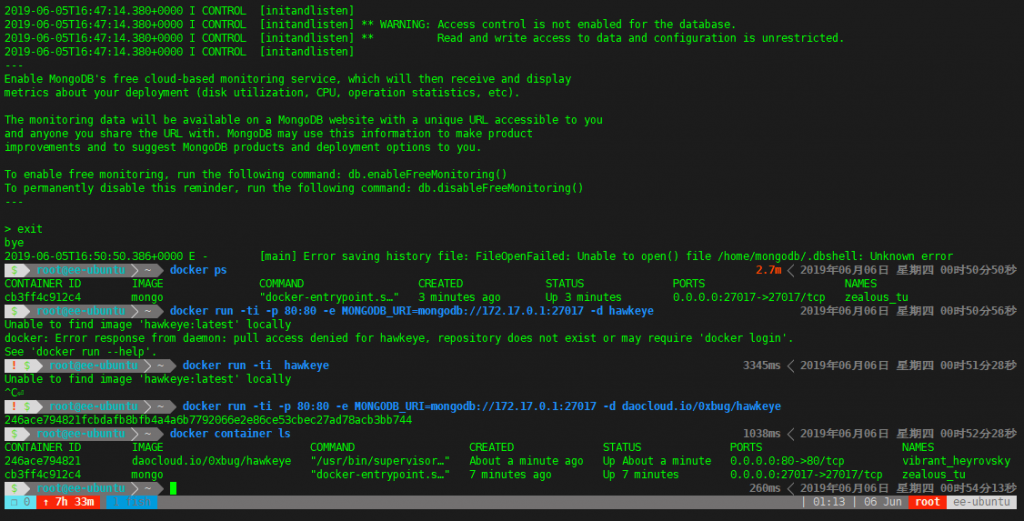 2019-06-05T16:47:14.380+0000 I CONTROL  [initandlisten]
2019-06-05T16:47:14.380+0000 I CONTROL  [initandlisten] ** WARNING: Access control is not enabled for the database.
2019-06-05T16:47:14.380+0000 I CONTROL  [initandlisten] **          Read and write access to data and configuration is unrestricted.
2019-06-05T16:47:14.380+0000 I CONTROL  [initandlisten]
---
Enable MongoDB's free cloud-based monitoring service, which will then receive and display
metrics about your deployment (disk utilization, CPU, operation statistics, etc).
The monitoring data will be available on a MongoDB website with a unique URL accessible to you
and anyone you share the URL with. MongoDB may use this information to make product
improvements and to suggest MongoDB products and deployment options to you.
To enable free monitoring, run the following command: db.enableFreeMonitoring()
To permanently disable this reminder, run the following command: db.disableFreeMonitoring()
---
> exit
bye
2019-06-05T16:50:50.386+0000 E -        [main] Error saving history file: FileOpenFailed: Unable to open() file /home/mongodb/.dbshell: Unknown error
$ root@ee-ubuntu ~ docker ps 2.7m 2019年06月06日 星期四 00时50分50秒
CONTAINER ID        IMAGE               COMMAND                  CREATED             STATUS              PORTS                      NAMES
cb3ff4c912c4        mongo               "docker-entrypoint.s…"   3 minutes ago       Up 3 minutes        0.0.0.0:27017->27017/tcp   zealous_tu
$ root@ee-ubuntu ~ docker run -ti -p 80:80 -e MONGODB_URI=mongodb://172.17.0.1:27017 -d hawkeye 2019年06月06日 星期四 00时50分56秒
Unable to find image 'hawkeye:latest' locally
docker: Error response from daemon: pull access denied for hawkeye, repository does not exist or may require 'docker login'.
See 'docker run --help'.
! $ root@ee-ubuntu ~ docker run -ti  hawkeye 3345ms 2019年06月06日 星期四 00时51分28秒
Unable to find image 'hawkeye:latest' locally
^C⏎
! $ root@ee-ubuntu ~ docker run -ti -p 80:80 -e MONGODB_URI=mongodb://172.17.0.1:27017 -d daocloud.io/0xbug/hawkeye
246ace794821fcbdafb8bfb4a4a6b7792066e2e86ce53cbec27ad78acb3bb744
$ root@ee-ubuntu ~ docker container ls 1038ms 2019年06月06日 星期四 00时52分28秒
CONTAINER ID        IMAGE                       COMMAND                  CREATED              STATUS              PORTS                      NAMES
246ace794821        daocloud.io/0xbug/hawkeye   "/usr/bin/supervisor…"   About a minute ago   Up About a minute   0.0.0.0:80->80/tcp         vibrant_heyrovsky
cb3ff4c912c4        mongo                       "docker-entrypoint.s…"   7 minutes ago        Up 7 minutes        0.0.0.0:27017->27017/tcp   zealous_tu
$ root@ee-ubuntu ~ 260ms 2019年06月06日 星期四 00时54分13秒
❐ 0 ↑ 7h 33m | 01:13 | 06 Jun root ee-ubuntu